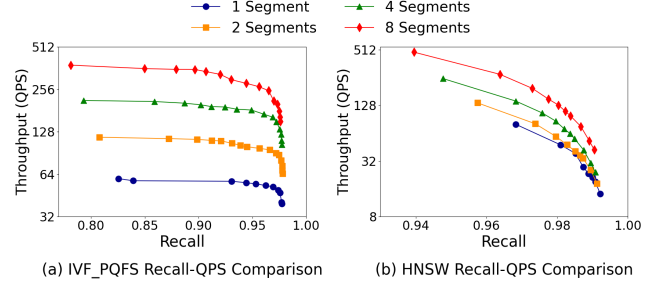 1 Segment
4 Segments
2 Segments
8 Segments
Throughput (QPS)
512
256
128
64
32
0.80
0.85
0.90
0.95
1.00
Recall
(a) IVF_PQFS Recall-QPS Comparison
Throughput (QPS)
512
128
32
8
0.94
0.96
0.98
1.00
Recall
(b) HNSW Recall-QPS Comparison